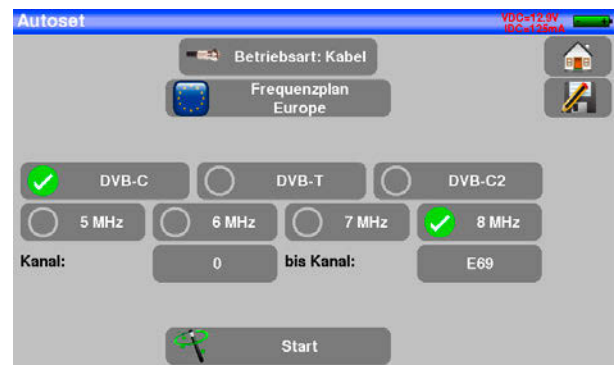 Autoset
VDC=12.9V
IDC=125mA
Betriebsart: Kabel
Frequenzplan
Europe
DVB-C
DVB-T
DVB-C2
5 MHz
6 MHz
7 MHz
8 MHz
Kanal:
0
bis Kanal:
E69
Start